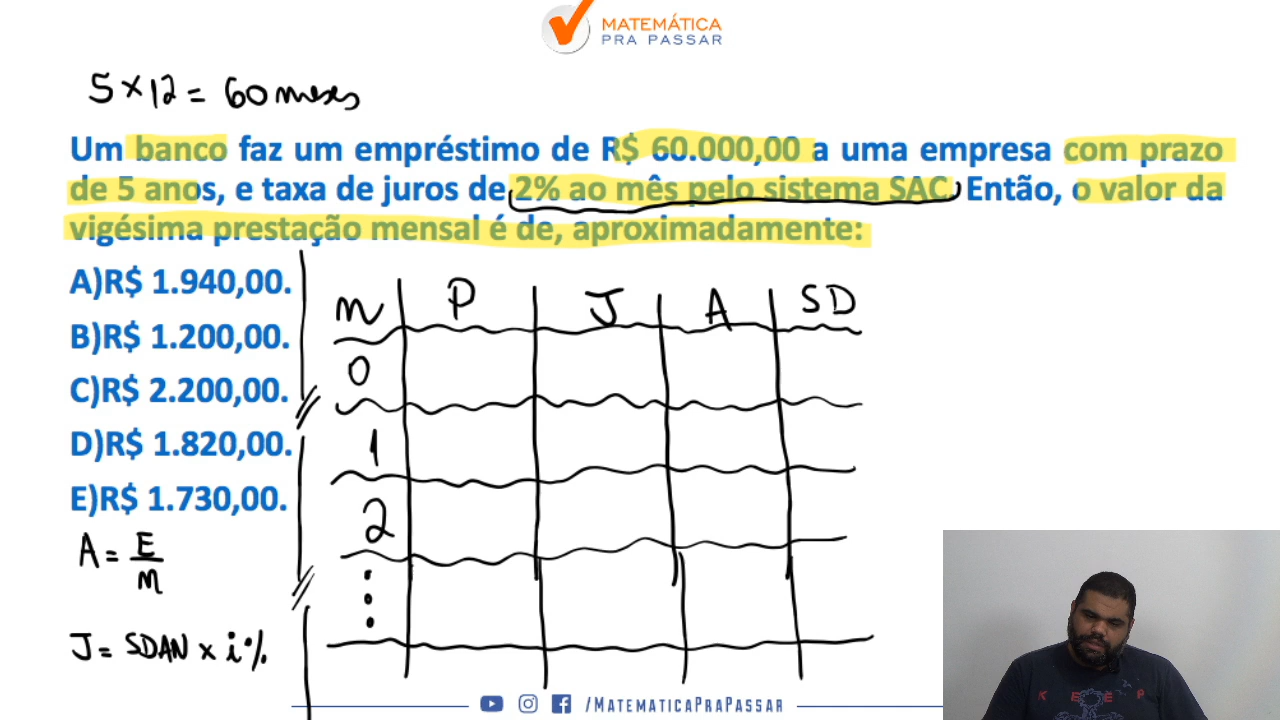 MATEMÁTICA
PRA PASSAR
5 × 12 = 60 meses
Um banco faz um empréstimo de R$ 60.000,00 a uma empresa com prazo
de 5 anos, e taxa de juros de 2% ao mês pelo sistema SAC. Então, o valor da
vigésima prestação mensal é de, aproximadamente:
A)R$ 1.940,00.
B)R$ 1.200,00.
C)R$ 2.200,00.
D)R$ 1.820,00.
E)R$ 1.730,00.
n P J A SD
0
1
2
A = E/n
J = SDAN × i%
K E E P
/MatematicaPraPassar